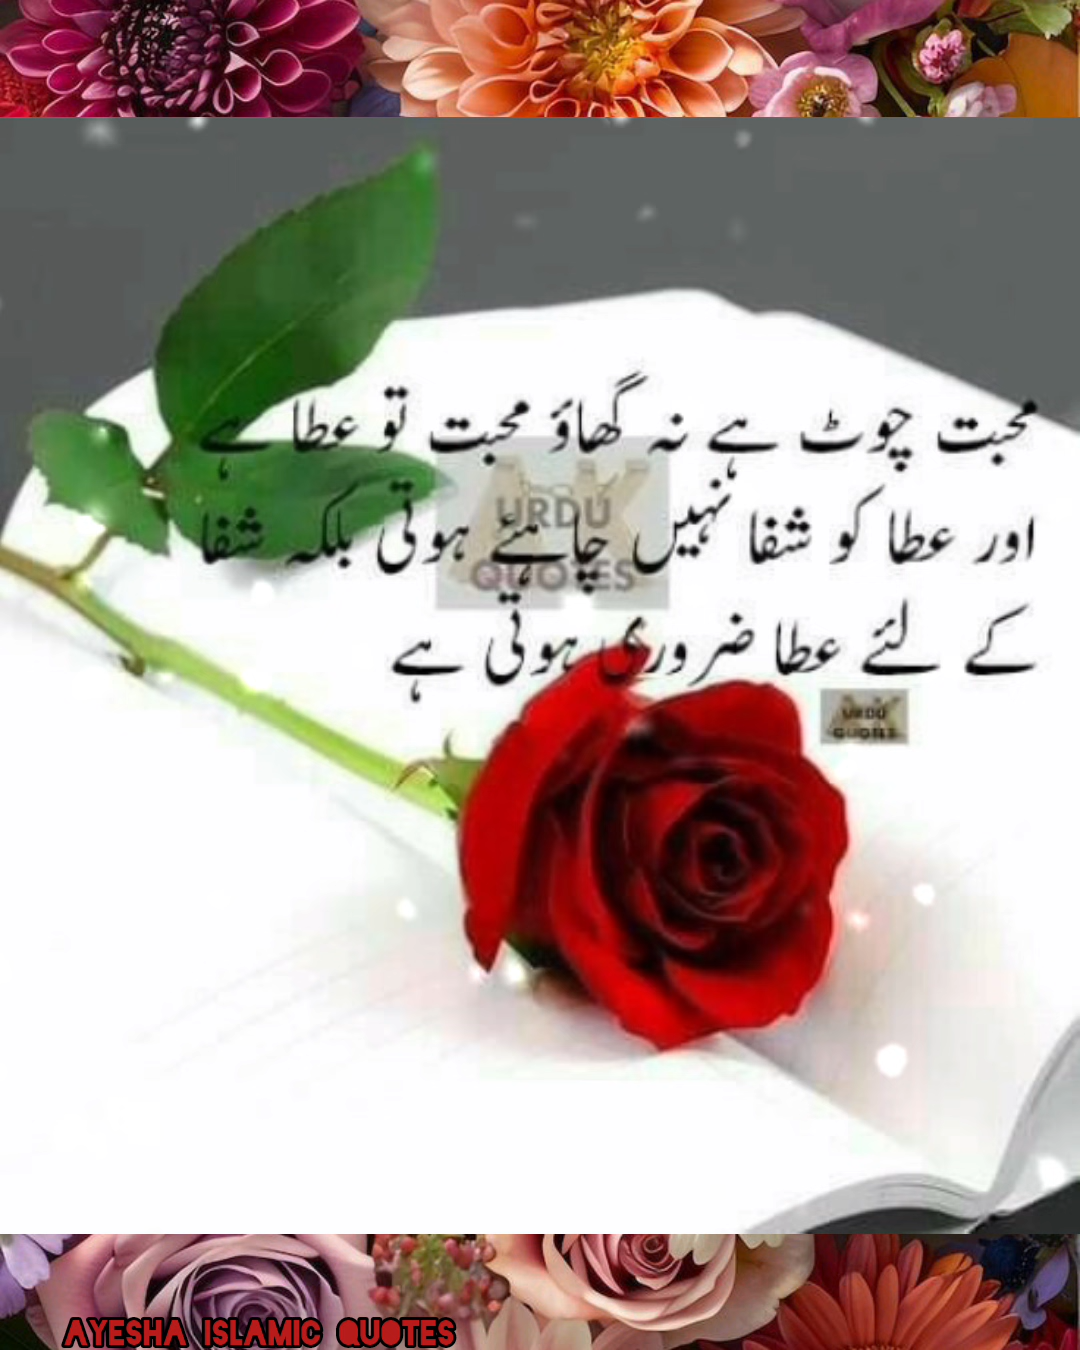 محبت چوٹ ہے نہ گھاؤ محبت تو عطا ہے
اور عطا کو شفا نہیں چاہئے ہوتی بلکہ شفا
کے لئے عطا ضروری ہوتی ہے
URDU
QUOTES
URDU
QUOTES
AYESHA ISLAMIC QUOTES